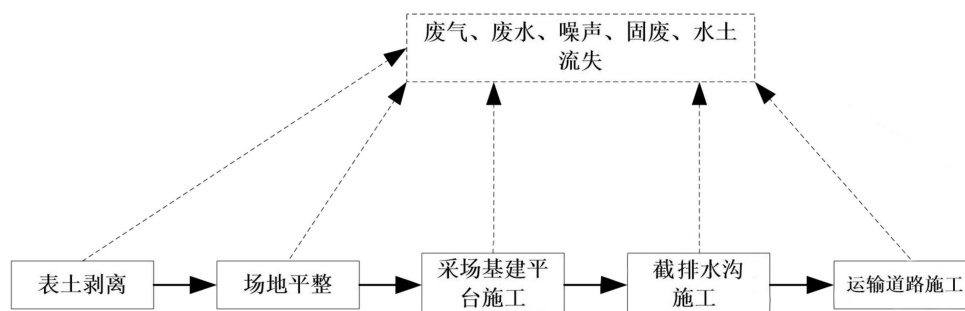 废气、废水、噪声、固废、水土
流失
表土剥离
场地平整
采场基建平
台施工
截排水沟
施工
运输道路施工